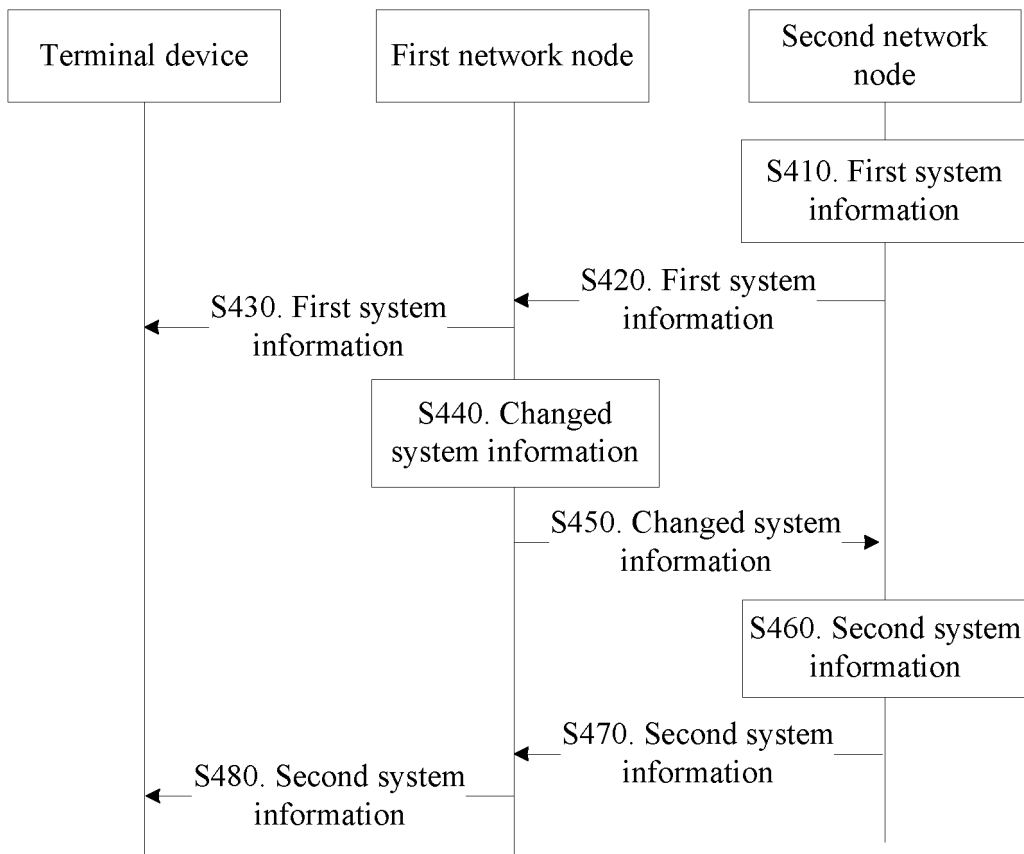 Terminal device
First network node
Second network
node
S410. First system
information
S420. First system
information
S430. First system
information
S440. Changed
system information
S450. Changed system
information
S460. Second system
information
S470. Second system
information
S480. Second system
information